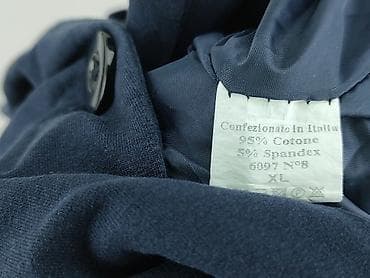 Confezionato in Italia
95% Cotone
5% Spandex
6097 N°8
XL